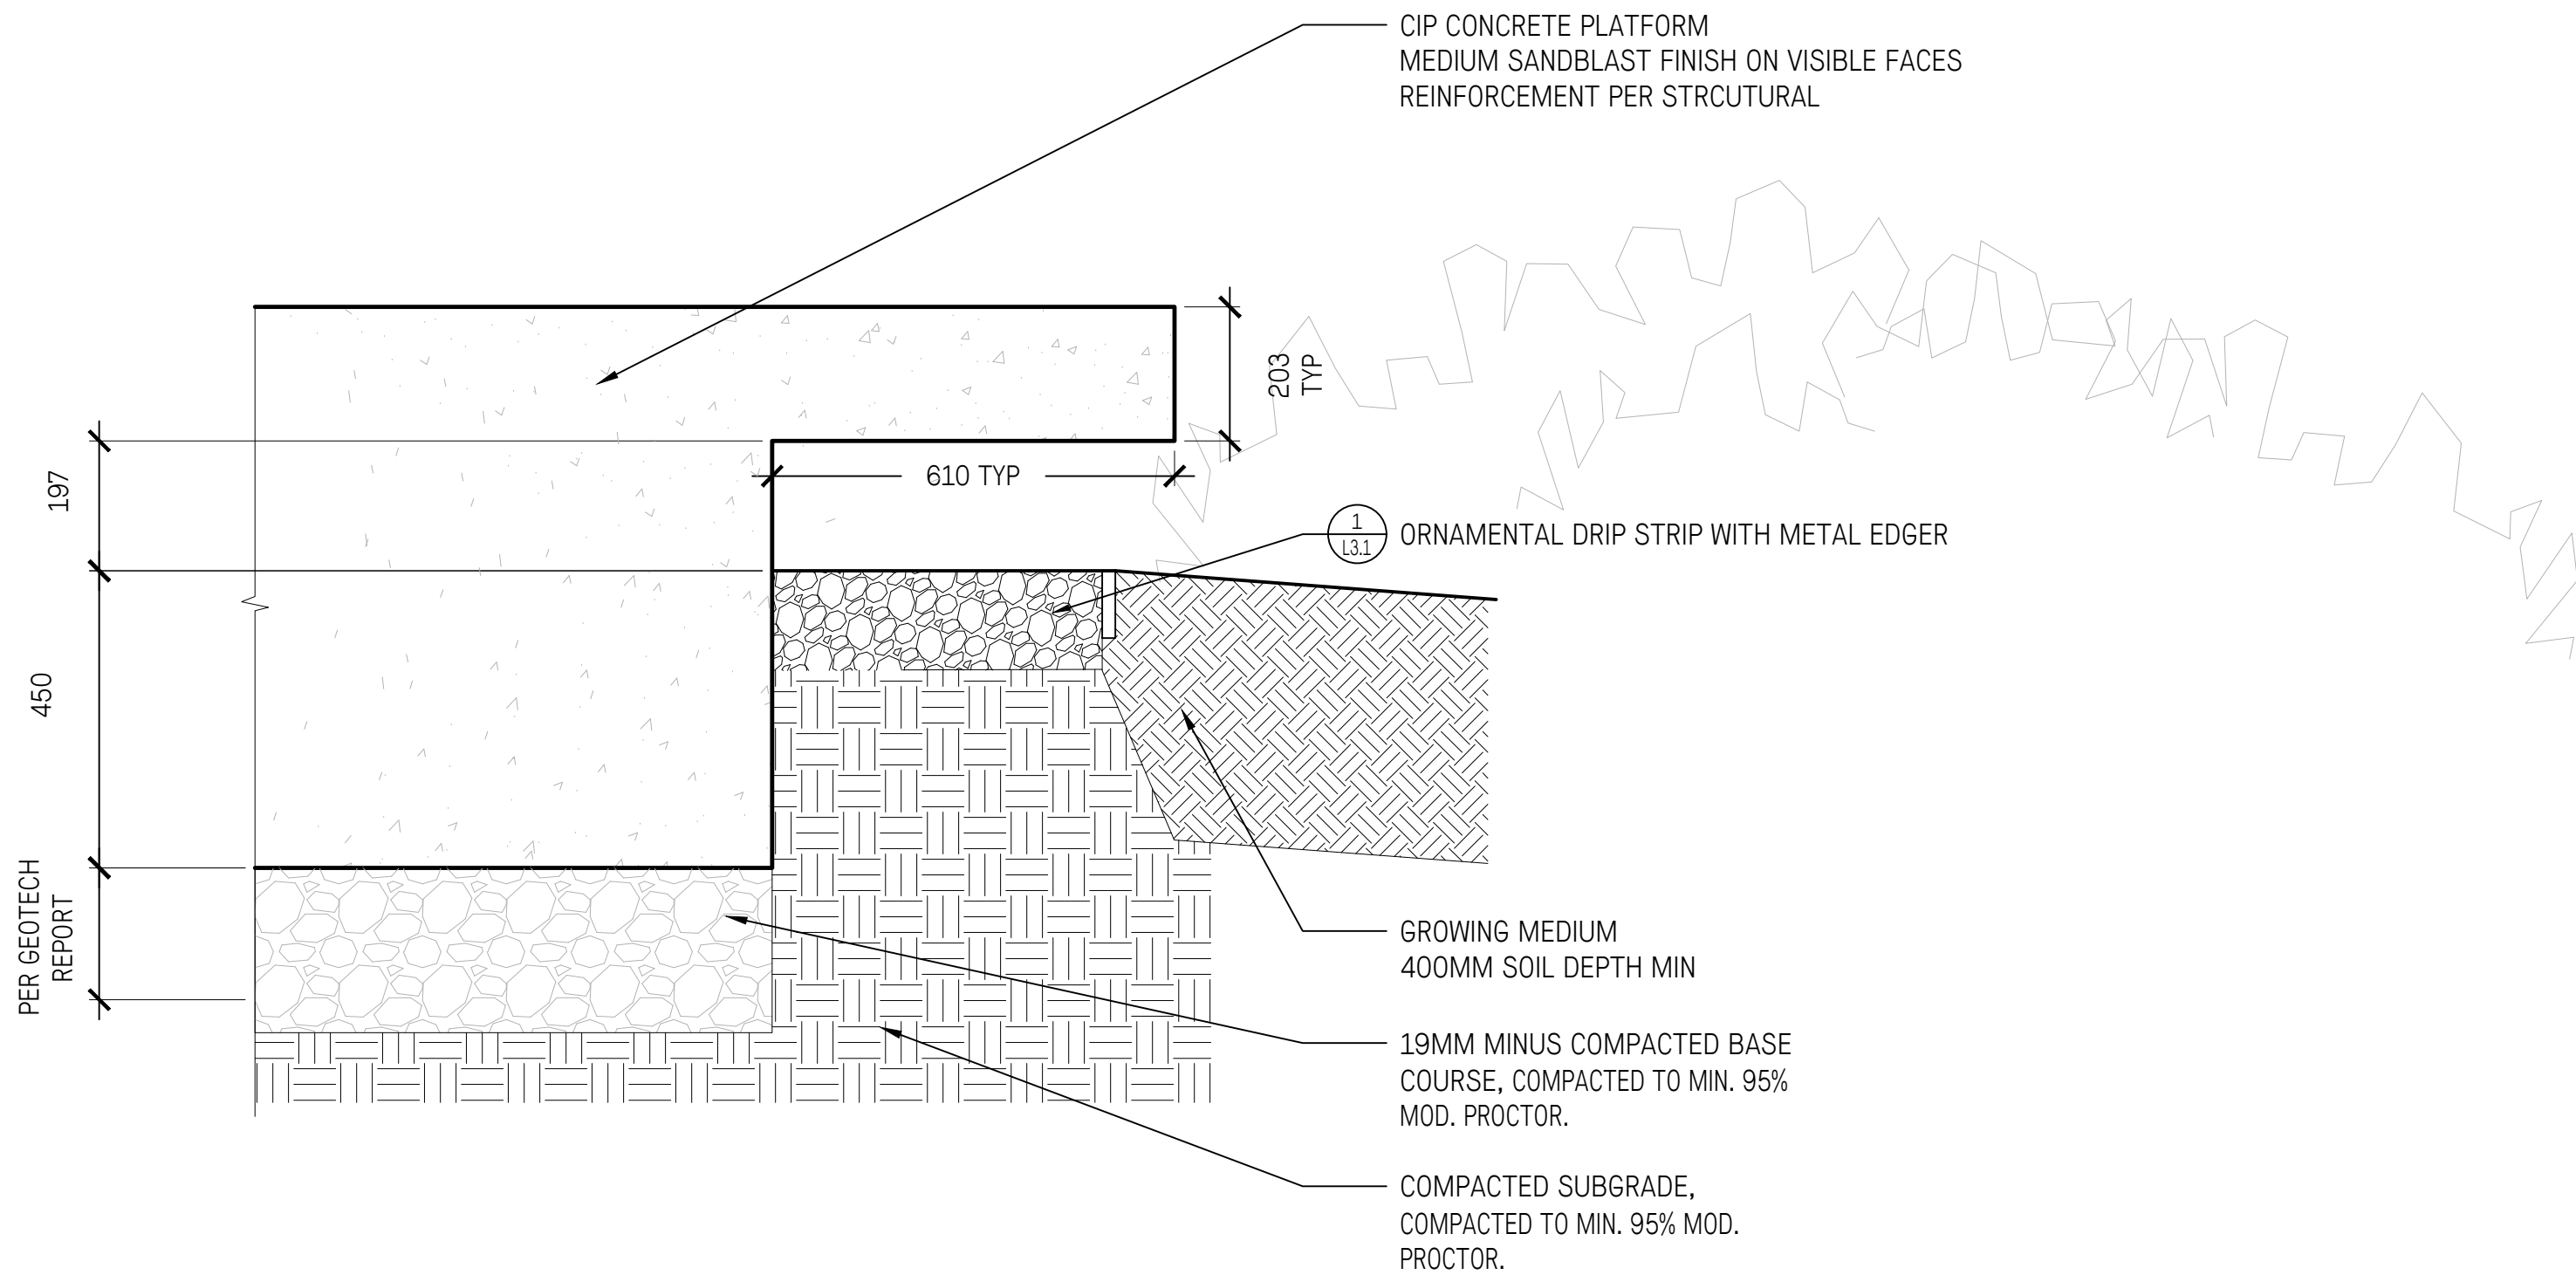 CIP CONCRETE PLATFORM
MEDIUM SANDBLAST FINISH ON VISIBLE FACES
REINFORCEMENT PER STRCUTURAL
203
TYP
197
610 TYP
1
L3.1
ORNAMENTAL DRIP STRIP WITH METAL EDGER
450
PER GEOTECH
REPORT
GROWING MEDIUM
400MM SOIL DEPTH MIN
19MM MINUS COMPACTED BASE
COURSE, COMPACTED TO MIN. 95%
MOD. PROCTOR.
COMPACTED SUBGRADE,
COMPACTED TO MIN. 95% MOD.
PROCTOR.